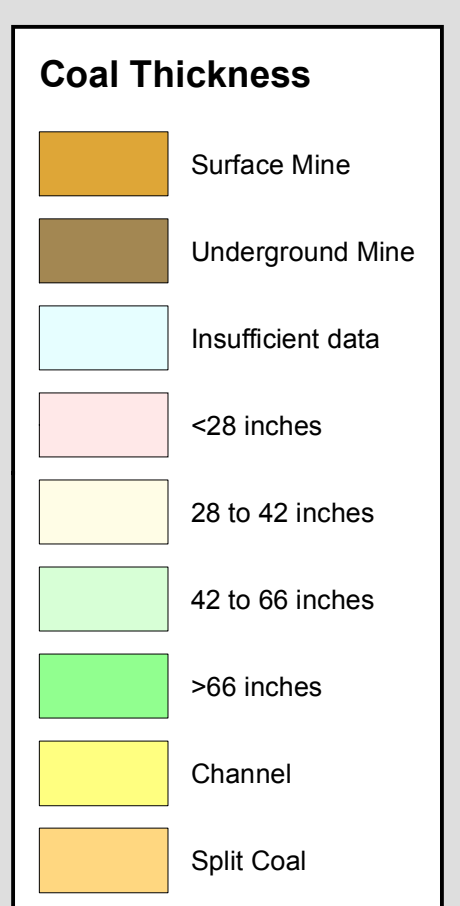 Coal Thickness
Surface Mine
Underground Mine
Insufficient data
<28 inches
28 to 42 inches
42 to 66 inches
>66 inches
Channel
Split Coal